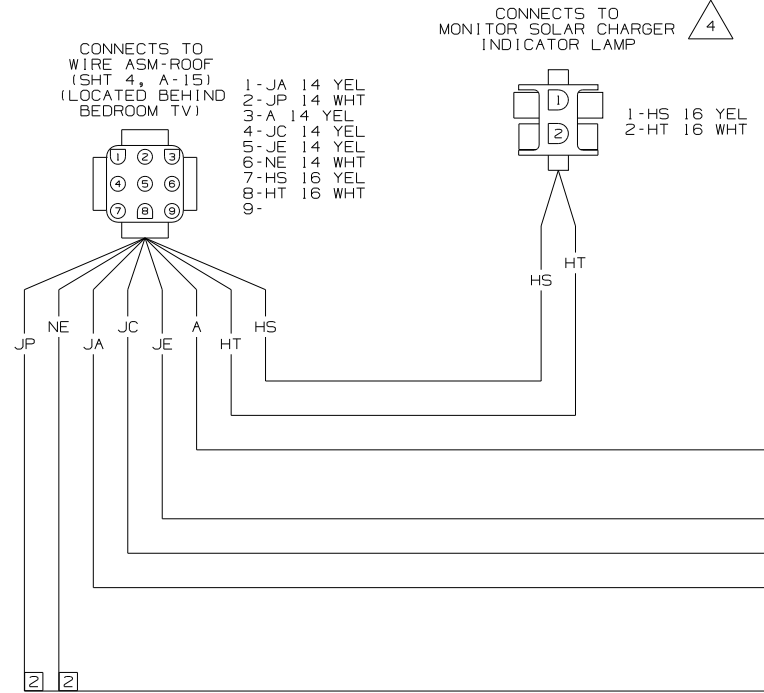 CONNECTS TO
MONITOR SOLAR CHARGER
INDICATOR LAMP
4
CONNECTS TO
WIRE ASM-ROOF
(SHT 4, A-15)
(LOCATED BEHIND
BEDROOM TV)
1-JA 14 YEL
2-JP 14 WHT
3-A 14 YEL
4-JC 14 YEL
5-JE 14 YEL
6-NE 14 WHT
7-HS 16 YEL
8-HT 16 WHT
9-
1
2
1-HS 16 YEL
2-HT 16 WHT
1 2 3
4 5 6
7 8 9
HS
HT
JP
NE
JA
JC
JE
A
HT
HS
2
2